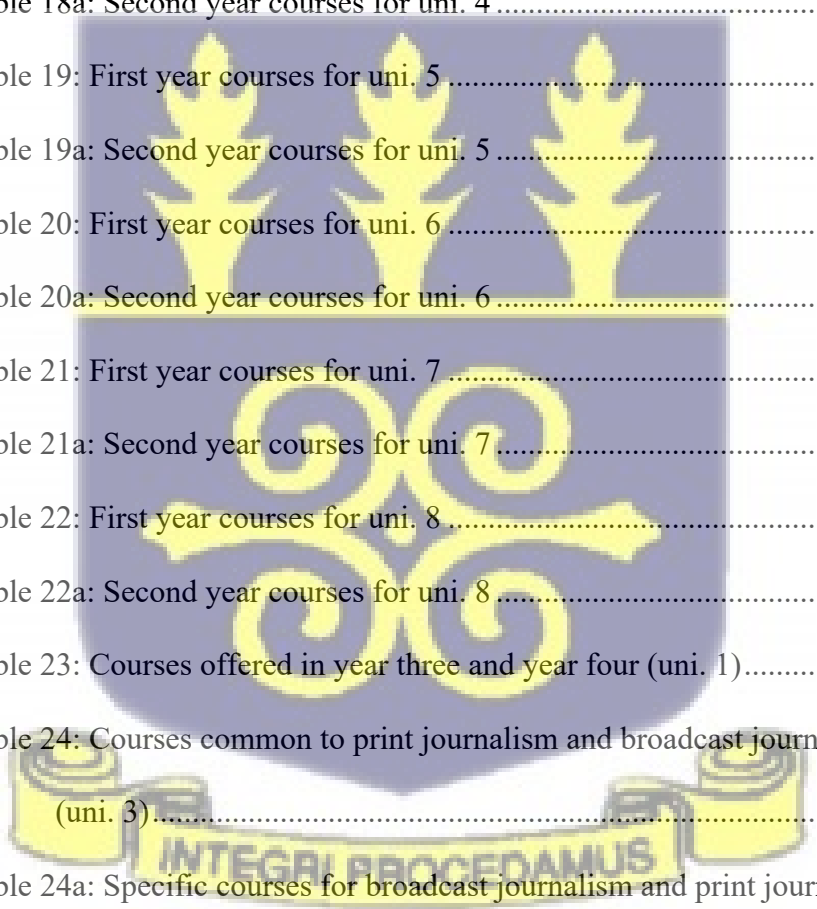 ble 18a: Second year courses for uni. 4
ble 19: First year courses for uni. 5
ble 19a: Second year courses for uni. 5
ble 20: First year courses for uni. 6
ble 20a: Second year courses for uni. 6
ble 21: First year courses for uni. 7
ble 21a: Second year courses for uni. 7
ble 22: First year courses for uni. 8
ble 22a: Second year courses for uni. 8
ble 23: Courses offered in year three and year four (uni. 1)
ble 24: Courses common to print journalism and broadcast journ
(uni. 3)
INTEGRI PROCEDAMUS
ble 24a: Specific courses for broadcast journalism and print jour